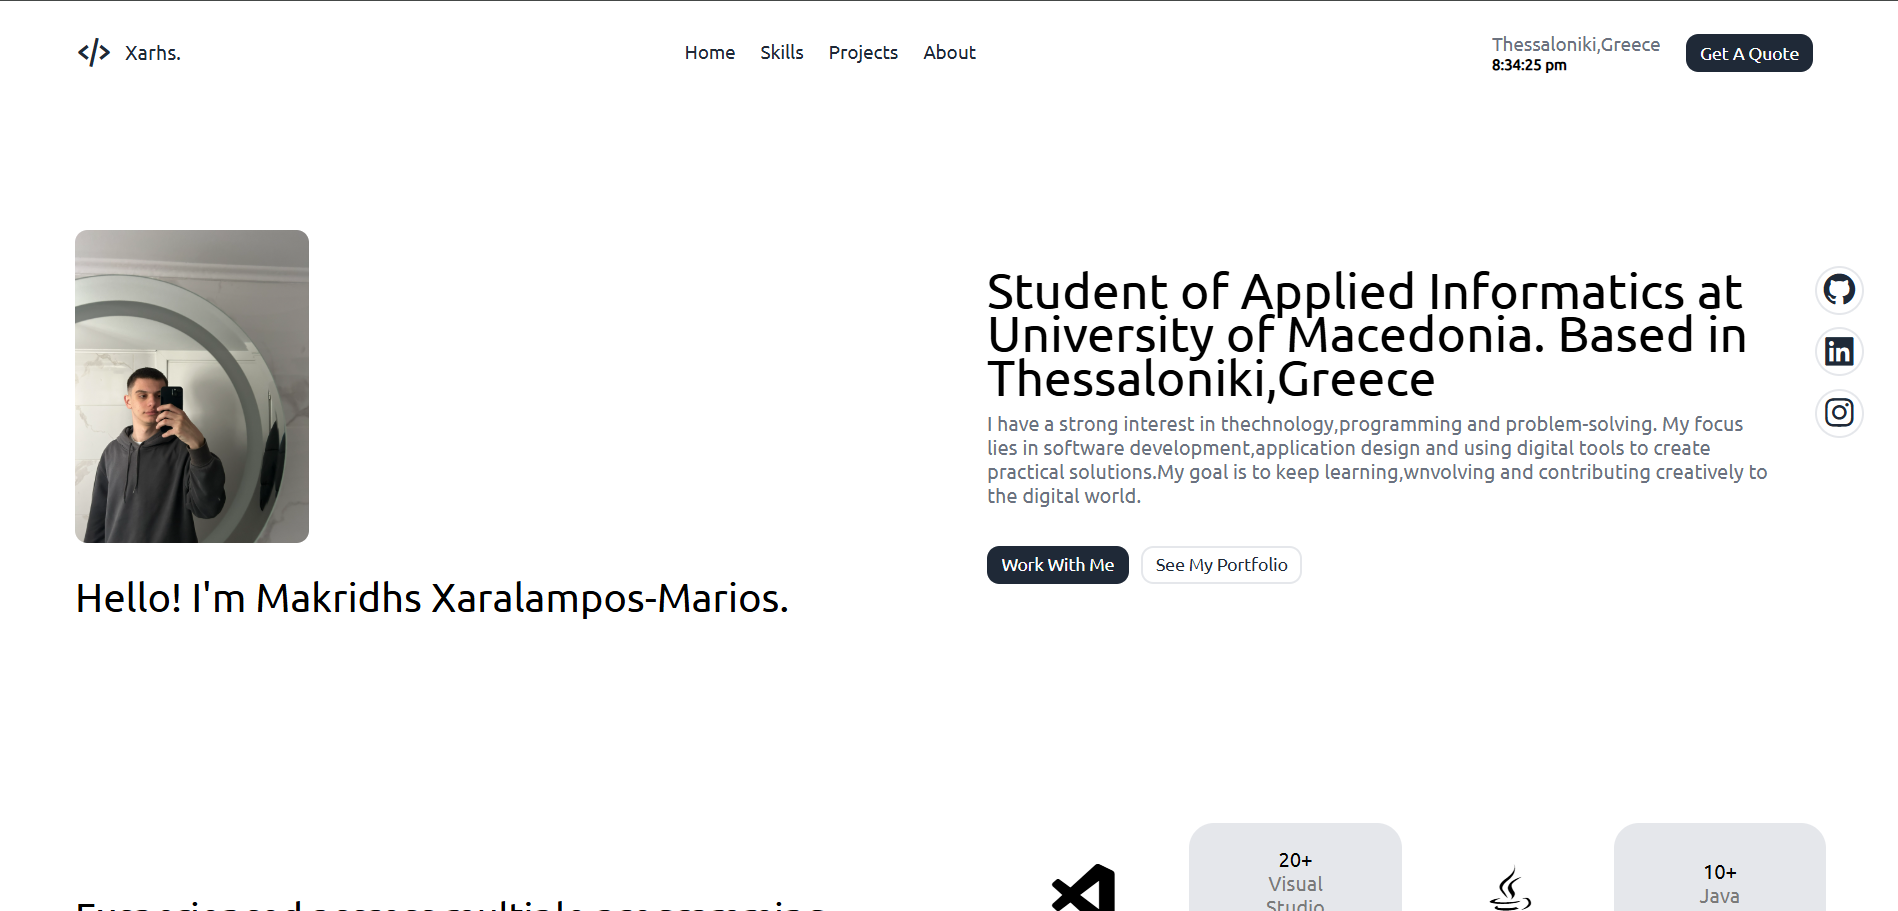 Xarhs.
Home
Skills
Projects
About
Thessaloniki,Greece
8:34:25 pm
Get A Quote
Student of Applied Informatics at
University of Macedonia. Based in
Thessaloniki,Greece
I have a strong interest in thechnology,programming and problem-solving. My focus
lies in software development,application design and using digital tools to create
practical solutions.My goal is to keep learning,wnvolving and contributing creatively to
the digital world.
Work With Me
See My Portfolio
Hello! I'm Makridhs Xaralampos-Marios.
20+
Visual
Studio
10+
Java